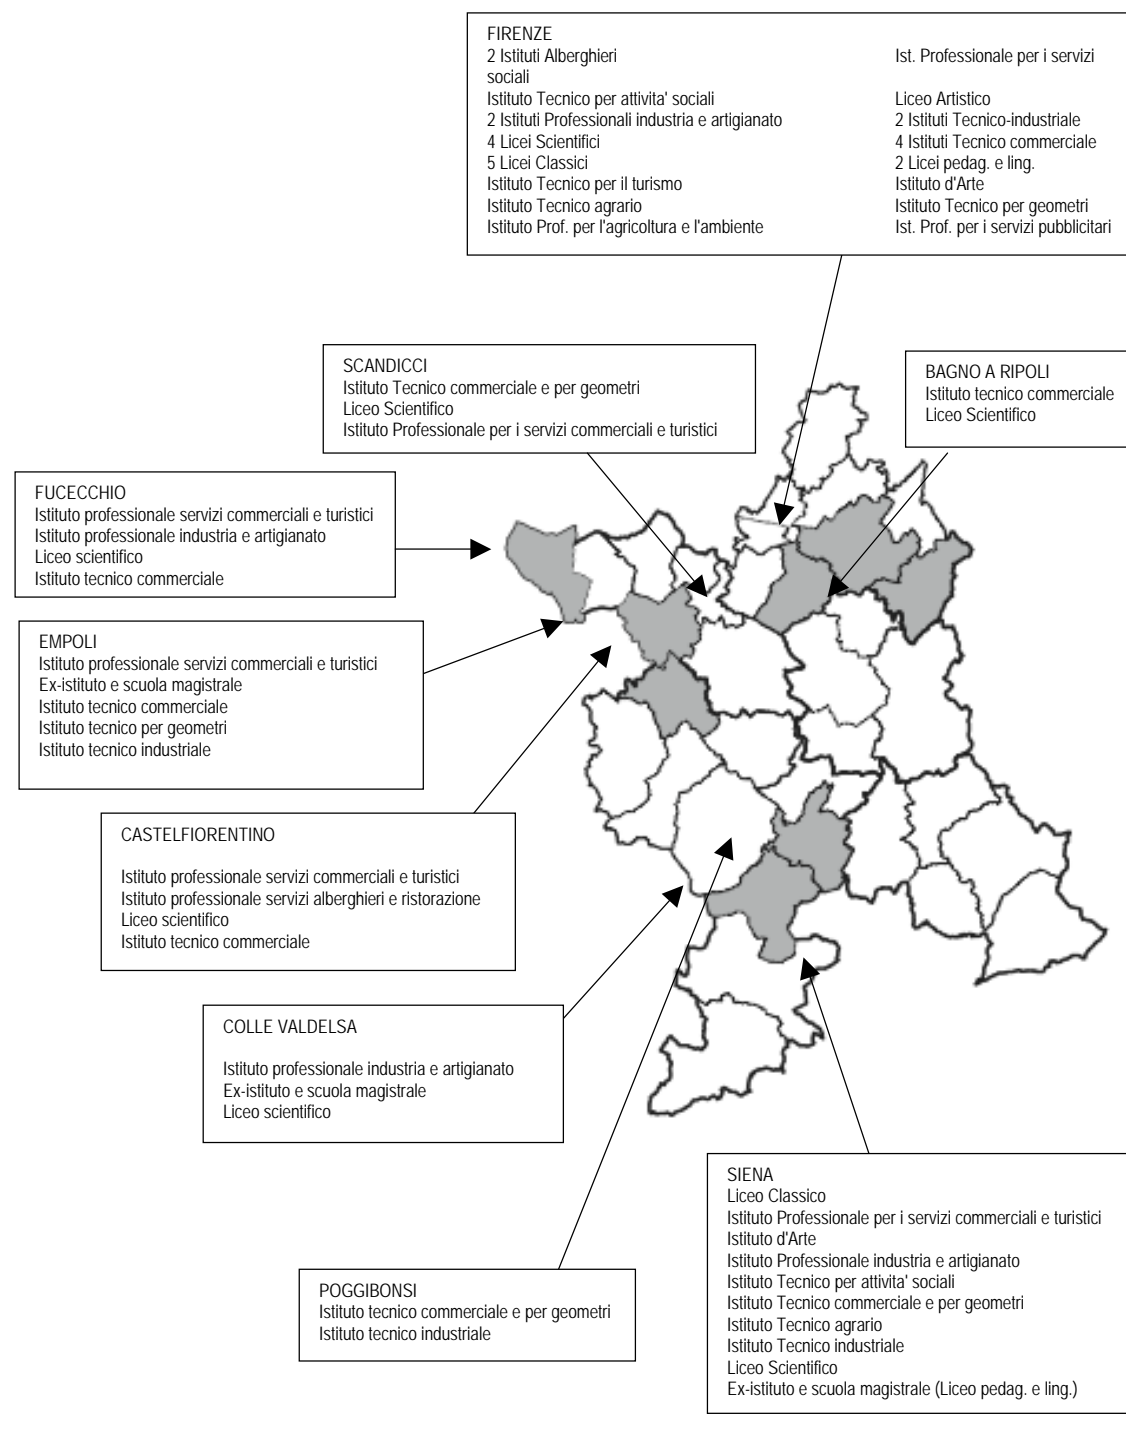 FIRENZE
2 Istituti Alberghieri Ist. Professionale per i servizi
sociali
Istituto Tecnico per attivita' sociali Liceo Artistico
2 Istituti Professionali industria e artigianato 2 Istituti Tecnico-industriale
4 Licei Scientifici 4 Istituti Tecnico commerciale
5 Licei Classici 2 Licei pedag. e ling.
Istituto Tecnico per il turismo Istituto d'Arte
Istituto Tecnico agrario Istituto Tecnico per geometri
Istituto Prof. per l'agricoltura e l'ambiente Ist. Prof. per i servizi pubblicitari
SCANDICCI
Istituto Tecnico commerciale e per geometri
Liceo Scientifico
Istituto Professionale per i servizi commerciali e turistici
BAGNO A RIPOLI
Istituto tecnico commerciale
Liceo Scientifico
FUCECCHIO
Istituto professionale servizi commerciali e turistici
Istituto professionale industria e artigianato
Liceo scientifico
Istituto tecnico commerciale
EMPOLI
Istituto professionale servizi commerciali e turistici
Ex-istituto e scuola magistrale
Istituto tecnico commerciale
Istituto tecnico per geometri
Istituto tecnico industriale
CASTELFIORENTINO
Istituto professionale servizi commerciali e turistici
Istituto professionale servizi alberghieri e ristorazione
Liceo scientifico
Istituto tecnico commerciale
COLLE VALDELSA
Istituto professionale industria e artigianato
Ex-istituto e scuola magistrale
Liceo scientifico
POGGIBONSI
Istituto tecnico commerciale e per geometri
Istituto tecnico industriale
SIENA
Liceo Classico
Istituto Professionale per i servizi commerciali e turistici
Istituto d'Arte
Istituto Professionale industria e artigianato
Istituto Tecnico per attivita' sociali
Istituto Tecnico commerciale e per geometri
Istituto Tecnico agrario
Istituto Tecnico industriale
Liceo Scientifico
Ex-istituto e scuola magistrale (Liceo pedag. e ling.)